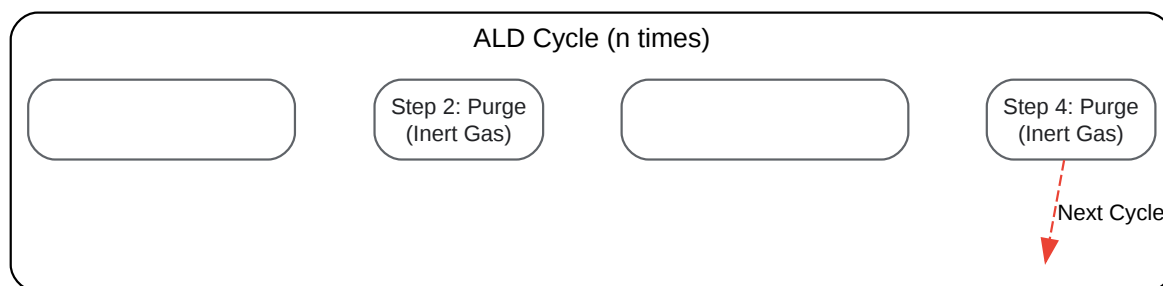 ALD Cycle (n times)
Step 2: Purge
(Inert Gas)
Step 4: Purge
(Inert Gas)
Next Cycle